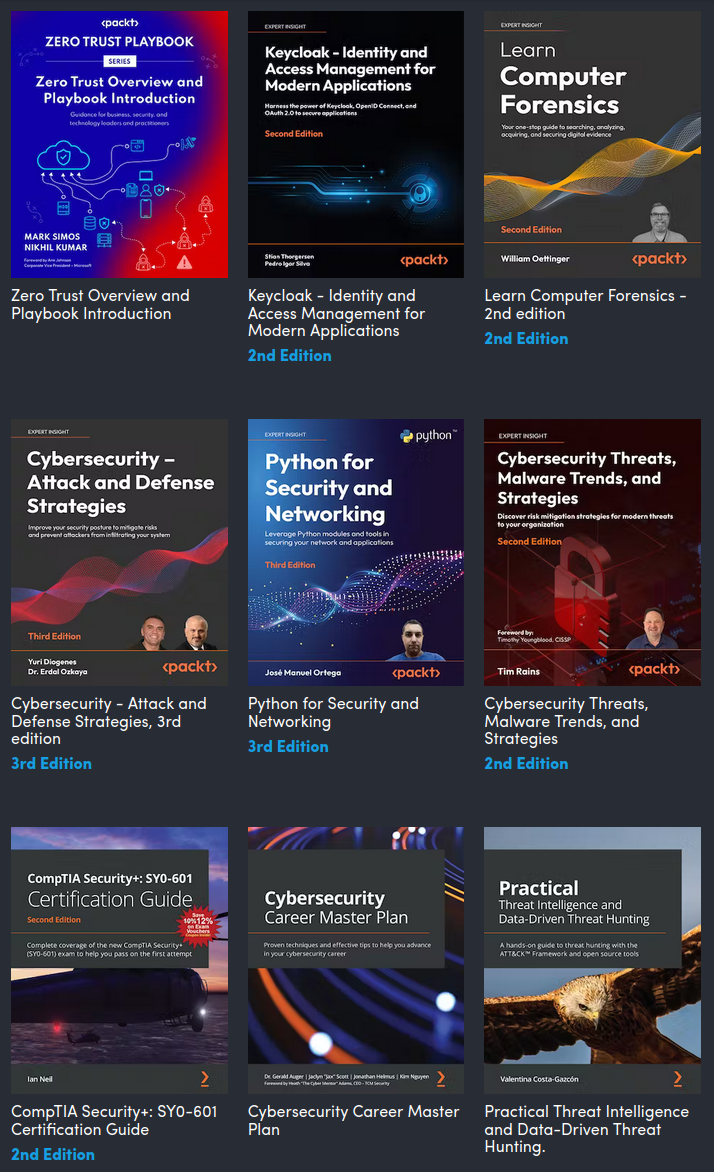 <packt>
ZERO TRUST PLAYBOOK
SERIES
Zero Trust Overview and
Playbook Introduction
Guidance for business, security, and
technology leaders and practitioners
MARK SIMOS
NIKHIL KUMAR
Foreword by Ann Johnson
Corporate Vice President - Microsoft
Zero Trust Overview and
Playbook Introduction
EXPERT INSIGHT
Keycloak - Identity and
Access Management for
Modern Applications
Harness the power of Keycloak, OpenID Connect, and
OAuth 2.0 to secure applications
Second Edition
Stian Thorgersen
Pedro Igor Silva
<packt>
Keycloak - Identity and
Access Management for
Modern Applications
2nd Edition
EXPERT INSIGHT
Learn
Computer
Forensics
Your one-stop guide to searching, analyzing,
acquiring, and securing digital evidence
Second Edition
William Oettinger
<packt>
Learn Computer Forensics -
2nd edition
2nd Edition
EXPERT INSIGHT
Cybersecurity –
Attack and Defense
Strategies
Improve your security posture to mitigate risks
and prevent attackers from infiltrating your system
Third Edition
Yuri Diogenes
Dr. Erdal Ozkaya
<packt>
Cybersecurity - Attack and
Defense Strategies, 3rd
edition
3rd Edition
EXPERT INSIGHT
python™
Python for
Security and
Networking
Leverage Python modules and tools in
securing your network and applications
Third Edition
José Manuel Ortega
<packt>
Python for Security and
Networking
3rd Edition
EXPERT INSIGHT
Cybersecurity Threats,
Malware Trends, and
Strategies
Discover risk mitigation strategies for modern threats
to your organization
Second Edition
Foreword by:
Timothy Youngblood, CISSP
Tim Rains
<packt>
Cybersecurity Threats,
Malware Trends, and
Strategies
2nd Edition
CompTIA Security+: SY0-601
Certification Guide
Second Edition
Save
10%12%
on Exam
Vouchers
Coupon Inside!
Complete coverage of the new CompTIA Security+
(SY0-601) exam to help you pass on the first attempt
Ian Neil
CompTIA Security+: SY0-601
Certification Guide
2nd Edition
Cybersecurity
Career Master Plan
Proven techniques and effective tips to help you advance
in your cybersecurity career
Dr. Gerald Auger | Jaclyn "Jax" Scott | Jonathan Helmus | Kim Nguyen
Foreword by Heath "The Cyber Mentor" Adams, CEO - TCM Security
Cybersecurity Career Master
Plan
Practical
Threat Intelligence and
Data-Driven Threat Hunting
A hands-on guide to threat hunting with the
ATT&CK™ Framework and open source tools
Valentina Costa-Gazcón
Practical Threat Intelligence
and Data-Driven Threat
Hunting.